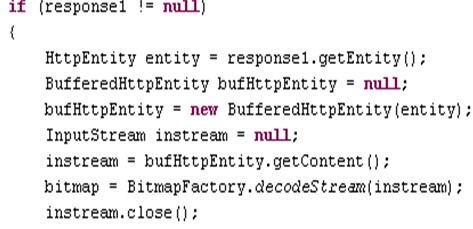 if (response1 != null)
{
HttpEntity entity = response1.getEntity();
BufferedHttpEntity bufHttpEntity = null;
bufHttpEntity = new BufferedHttpEntity(entity);
InputStream instream = null;
instream = bufHttpEntity.getContent();
bitmap = BitmapFactory.decodeStream(instream);
instream.close();